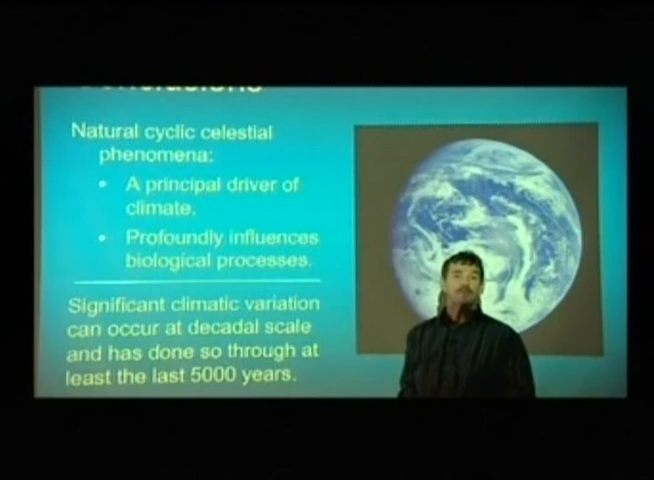 Conclusions
Natural cyclic celestial
phenomena:
• A principal driver of
climate.
• Profoundly influences
biological processes.
Significant climatic variation
can occur at decadal scale
and has done so through at
least the last 5000 years.